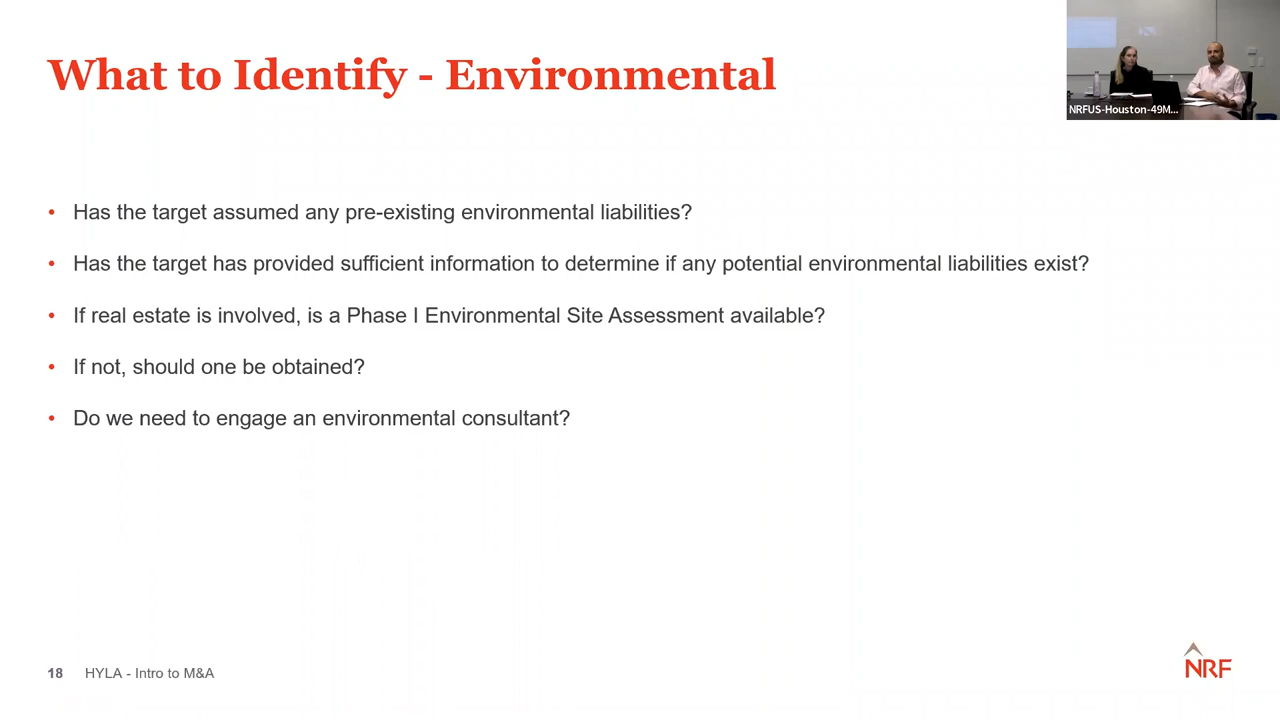 What to Identify - Environmental
NRFUS-Houston-49M...
• Has the target assumed any pre-existing environmental liabilities?
• Has the target has provided sufficient information to determine if any potential environmental liabilities exist?
• If real estate is involved, is a Phase I Environmental Site Assessment available?
• If not, should one be obtained?
• Do we need to engage an environmental consultant?
18 HYLA - Intro to M&A
NRF